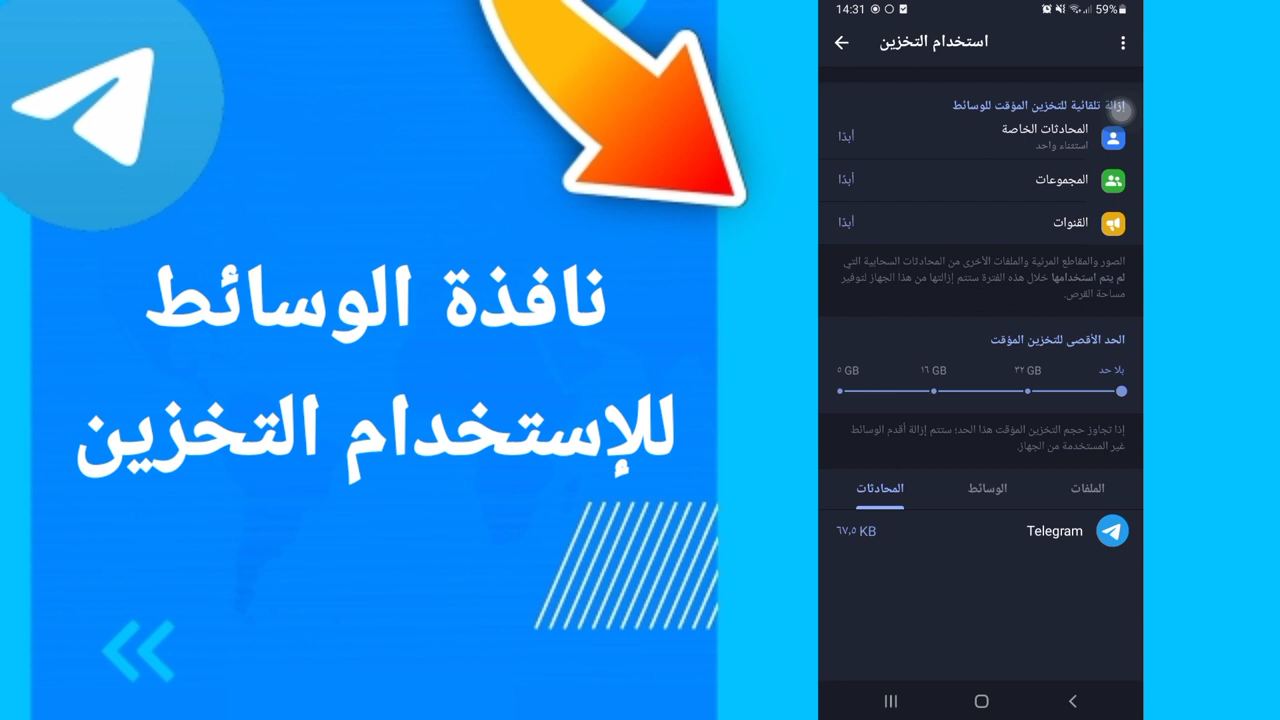 نافذة الوسائط
للإستخدام التخزين
14:31
59%
استخدام التخزين
إزالة تلقائية للتخزين المؤقت للوسائط
المحادثات الخاصة
أبدًا
استثناء واحد
المجموعات
أبدًا
القنوات
أبدًا
الصور والمقاطع المرئية والملفات الأخرى من المحادثات السحابية التي
لم يتم استخدامها خلال هذه الفترة ستتم إزالتها من هذا الجهاز لتوفير
مساحة القرص.
الحد الأقصى للتخزين المؤقت
بلا حد
٣٢ GB
١٦ GB
٥ GB
إذا تجاوز حجم التخزين المؤقت هذا الحد؛ ستتم إزالة أقدم الوسائط
غير المستخدمة من الجهاز.
الملفات
الوسائط
المحادثات
Telegram
٦٧,٥ KB